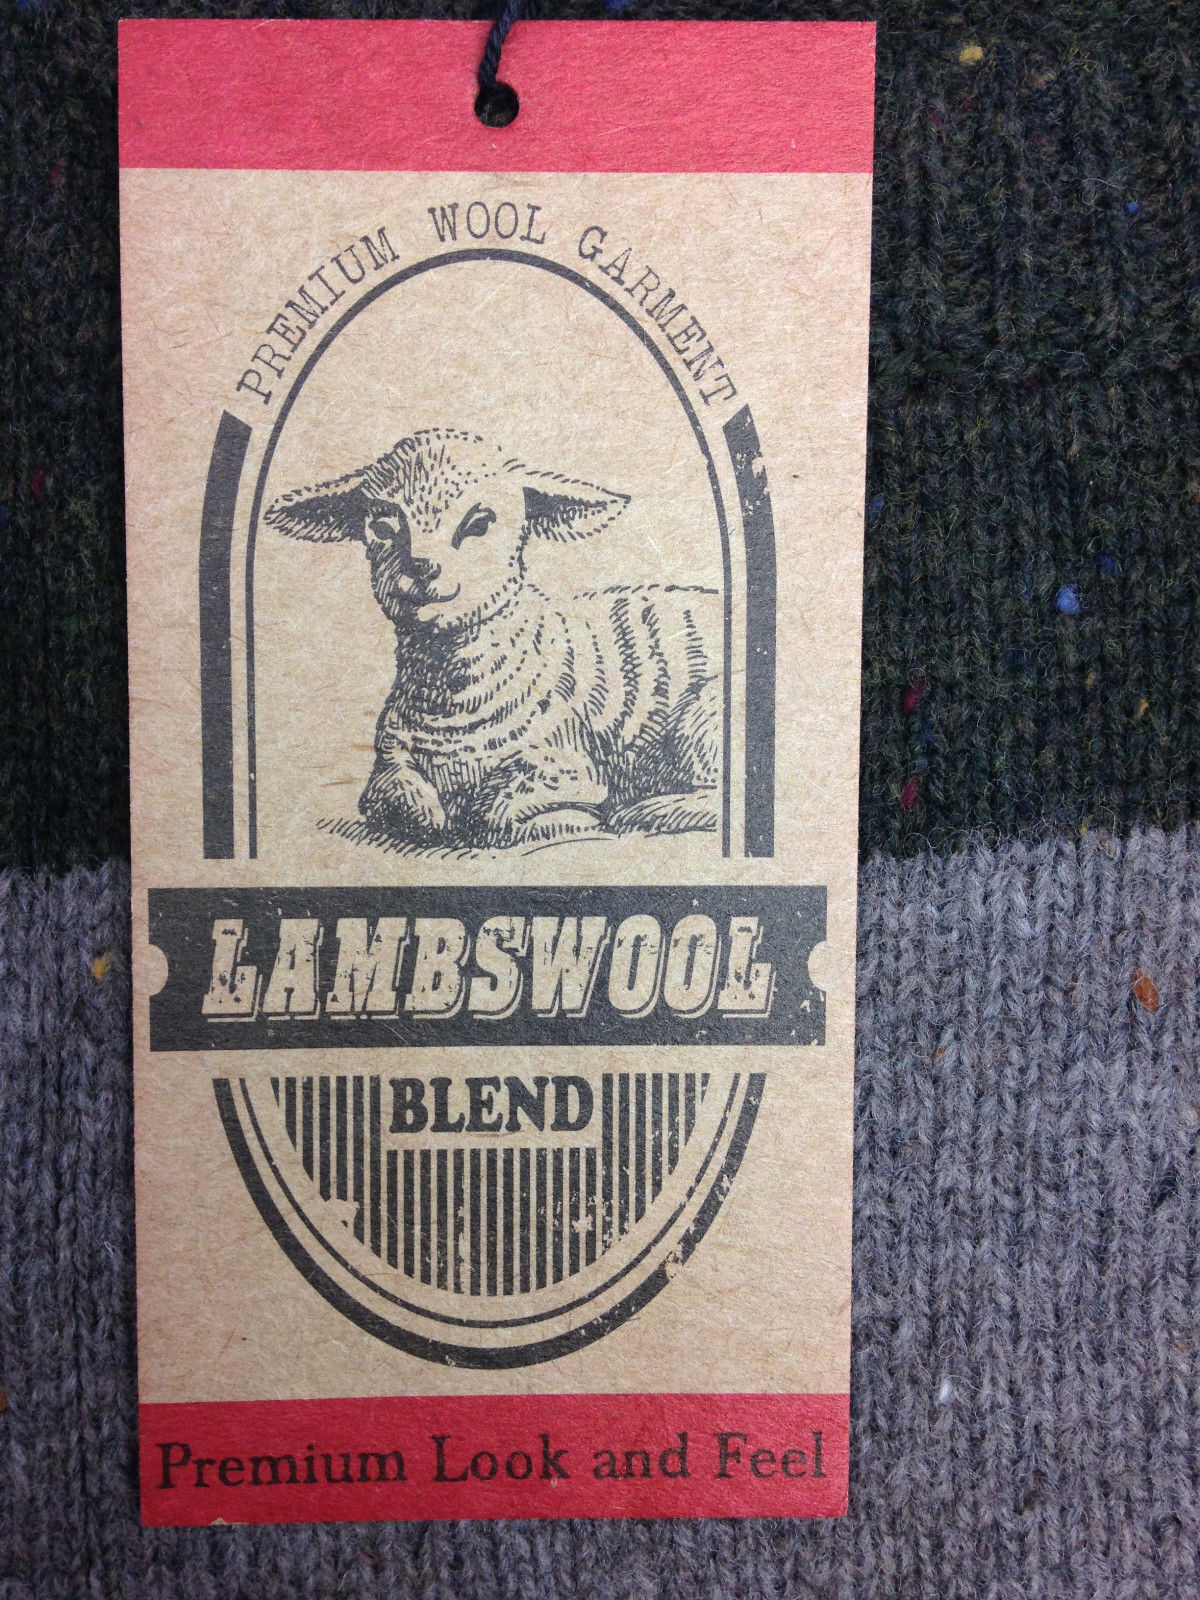 PREMIUM WOOL GARMENT
LAMBSWOOL
BLEND
Premium Look and Feel